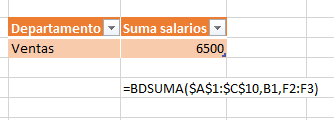 Departamento Suma salarios
Ventas 6500
=BDSUMA($A$1:$C$10,B1,F2:F3)